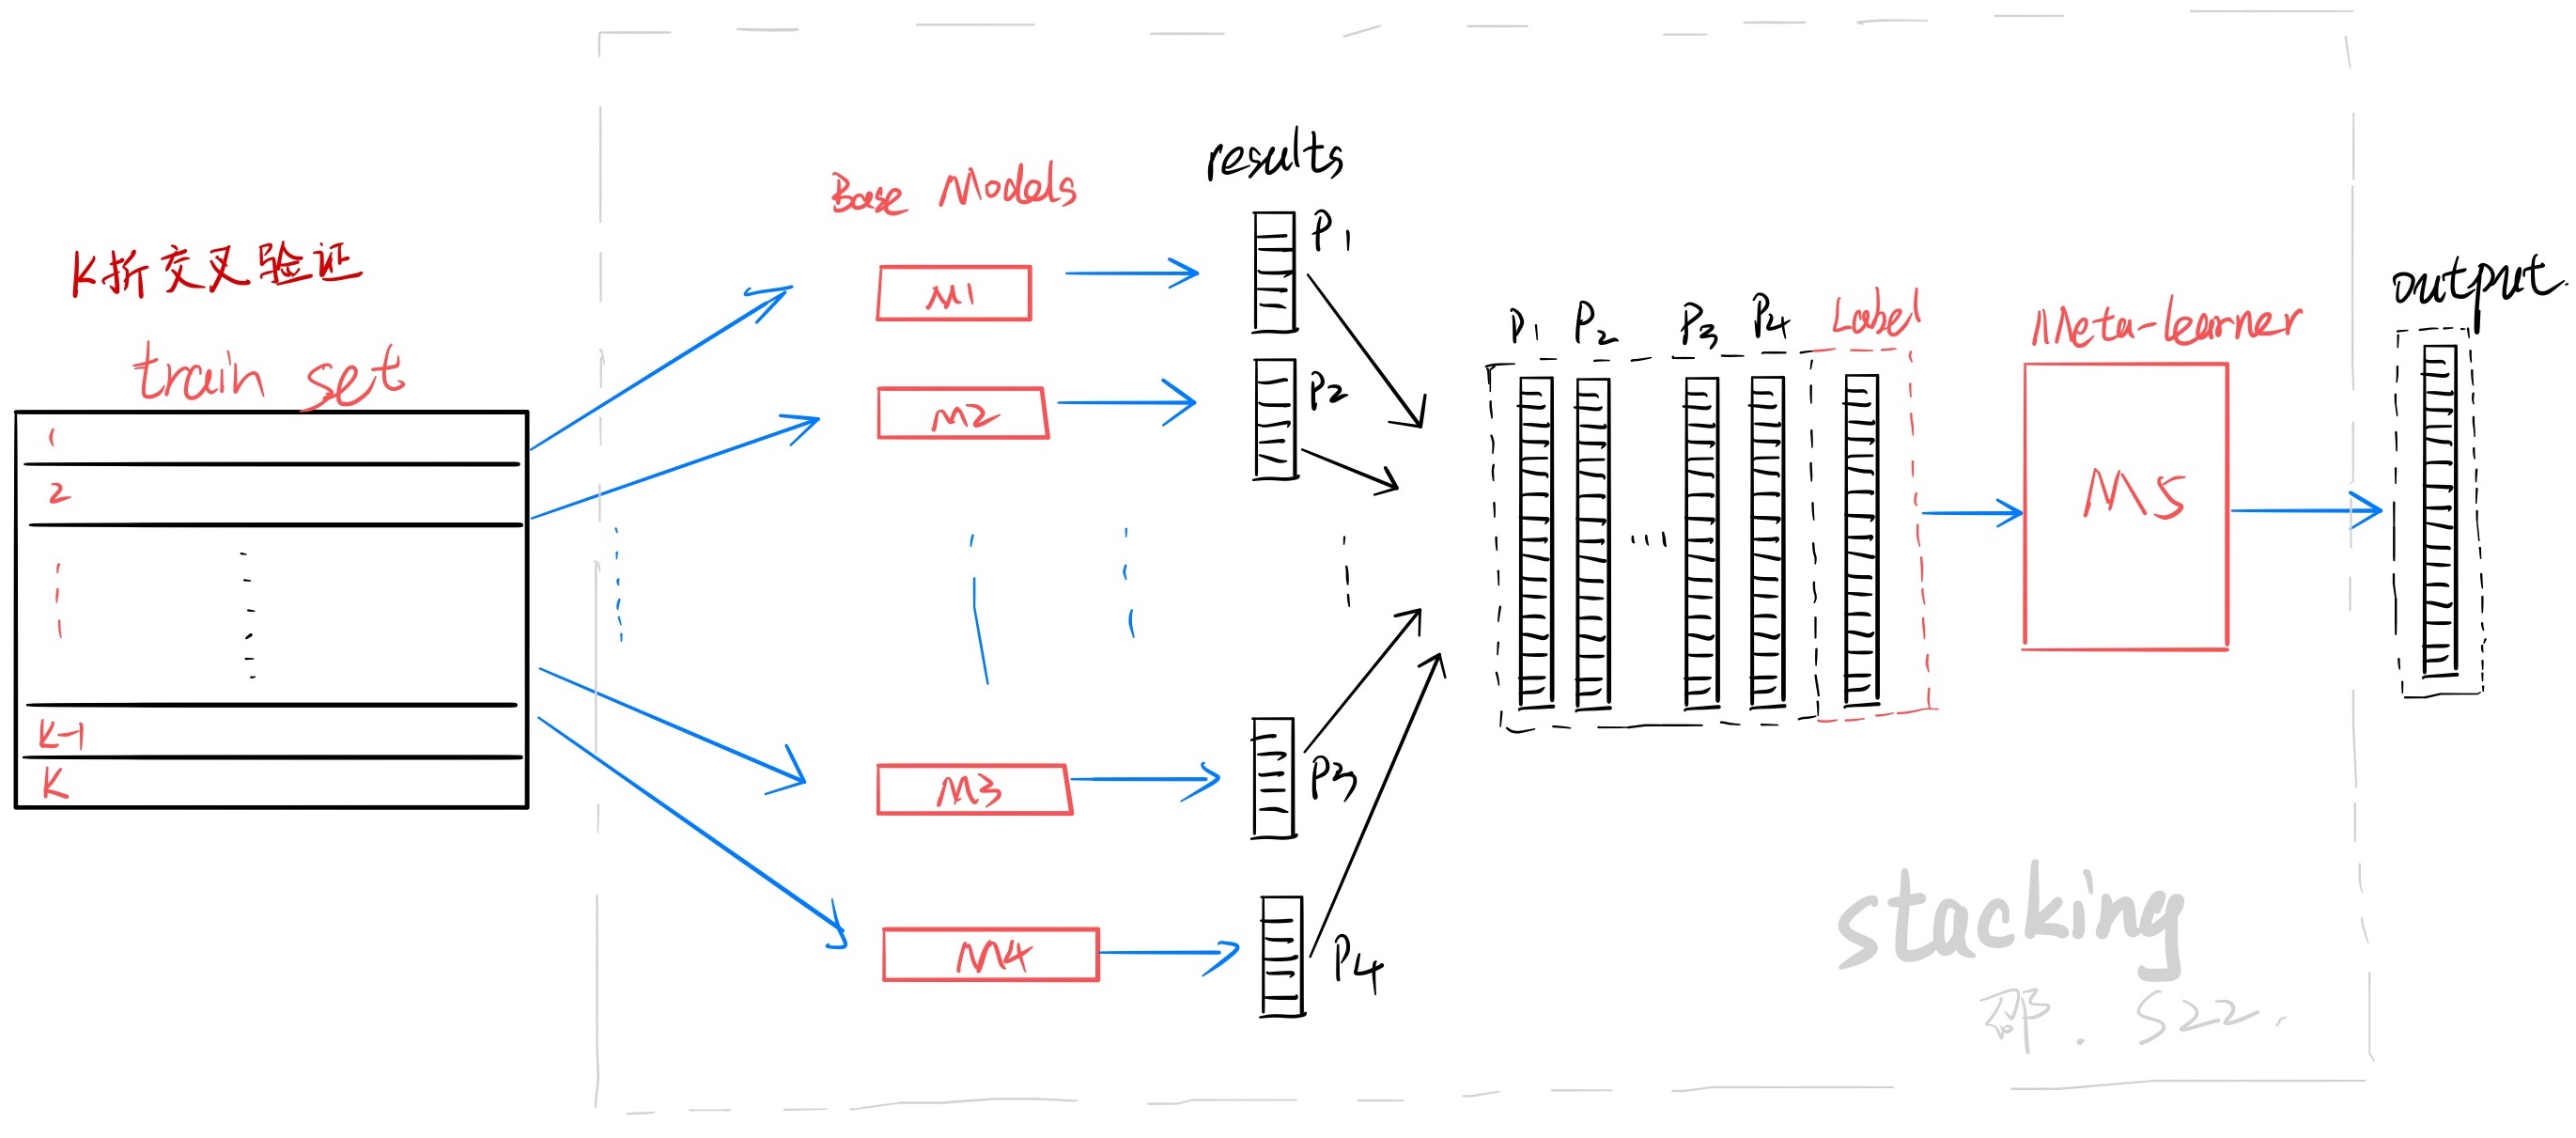 K折交叉验证
train set
1
2
K-1
K
Base Models
M1
M2
M3
M4
results
P1
P2
P3
P4
P1 P2 ... P3 P4 Label
Meta-learner
M5
output
stacking
邵. S22.